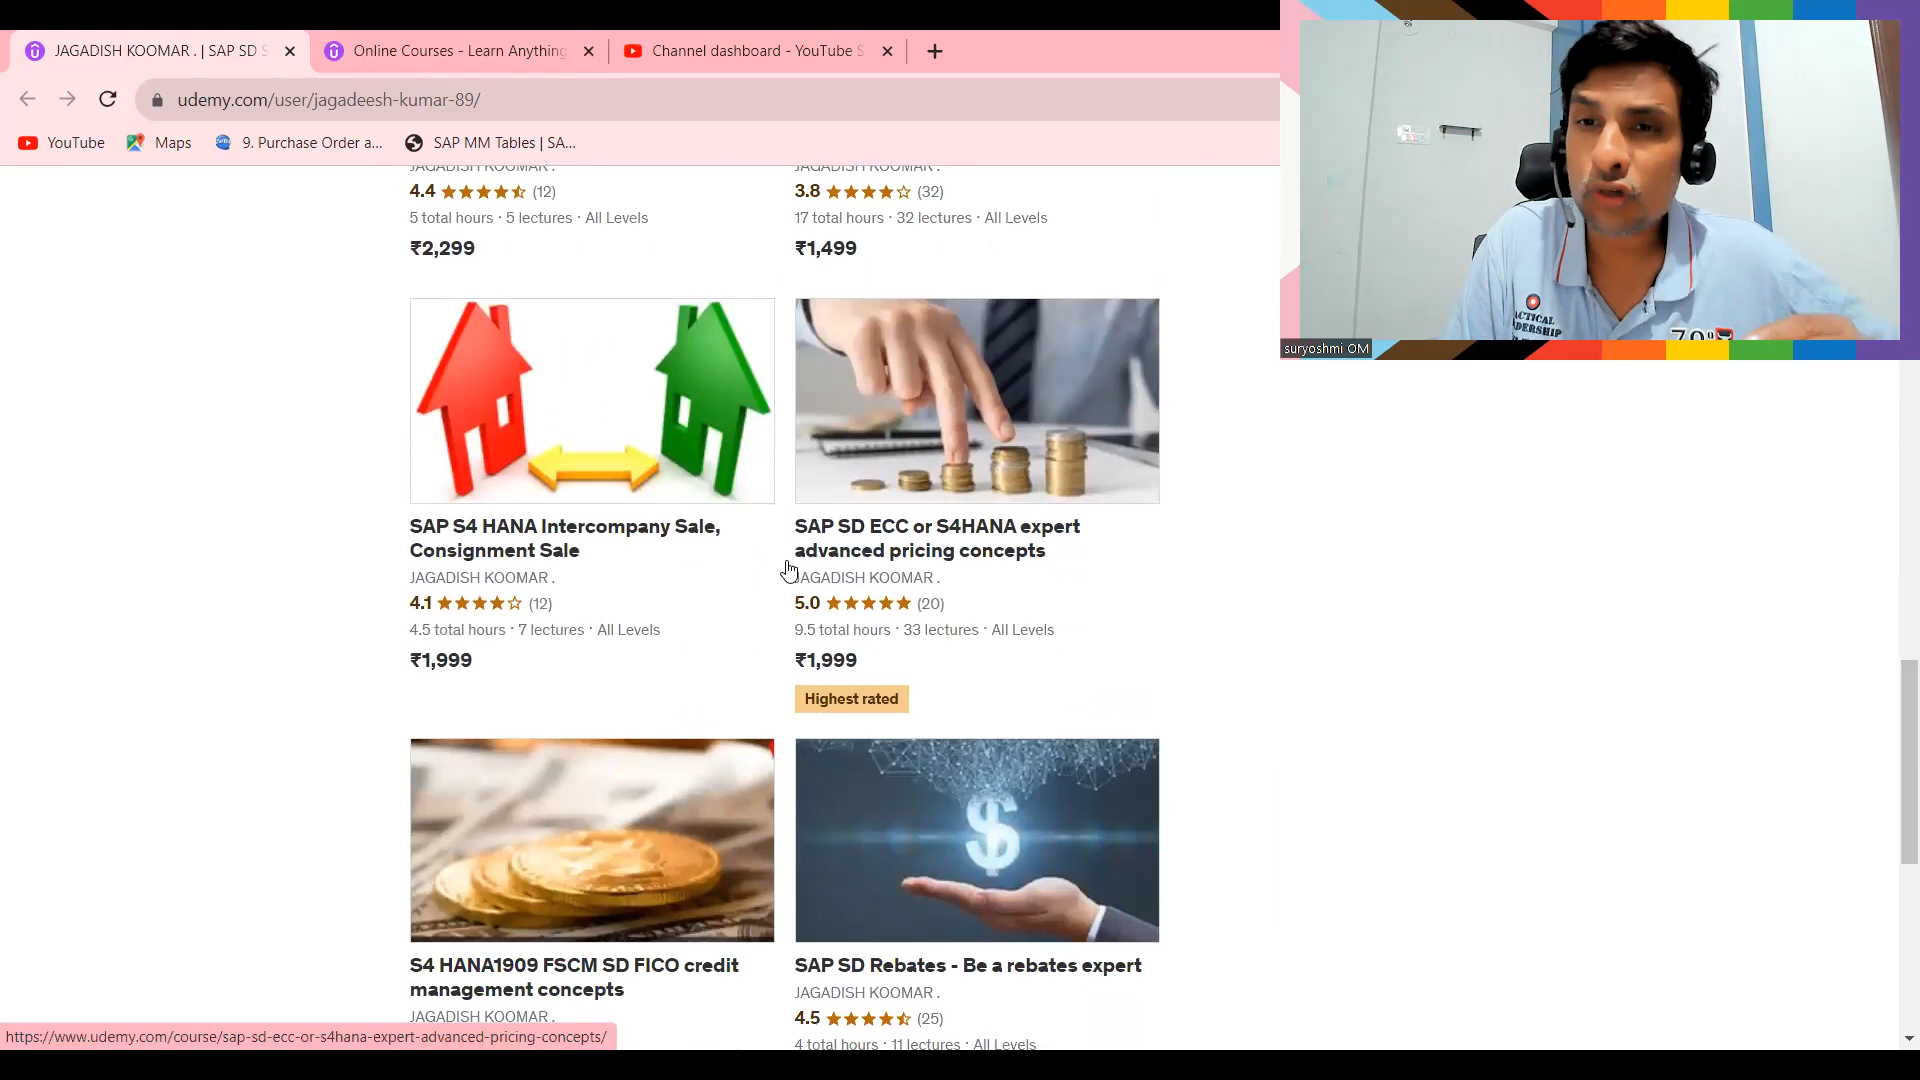 JAGADISH KOOMAR . | SAP SD S
Online Courses - Learn Anything
Channel dashboard - YouTube S
udemy.com/user/jagadeesh-kumar-89/
YouTube
Maps
9. Purchase Order a...
SAP MM Tables | SA...
JAGADISH KOOMAR .
4.4 (12)
5 total hours · 5 lectures · All Levels
₹2,299
JAGADISH KOOMAR .
3.8 (32)
17 total hours · 32 lectures · All Levels
₹1,499
SAP S4 HANA Intercompany Sale,
Consignment Sale
JAGADISH KOOMAR .
4.1 (12)
4.5 total hours · 7 lectures · All Levels
₹1,999
SAP SD ECC or S4HANA expert
advanced pricing concepts
JAGADISH KOOMAR .
5.0 (20)
9.5 total hours · 33 lectures · All Levels
₹1,999
Highest rated
S4 HANA1909 FSCM SD FICO credit
management concepts
JAGADISH KOOMAR .
SAP SD Rebates - Be a rebates expert
JAGADISH KOOMAR .
4.5 (25)
4 total hours · 11 lectures · All Levels
https://www.udemy.com/course/sap-sd-ecc-or-s4hana-expert-advanced-pricing-concepts/
suryoshmi OM